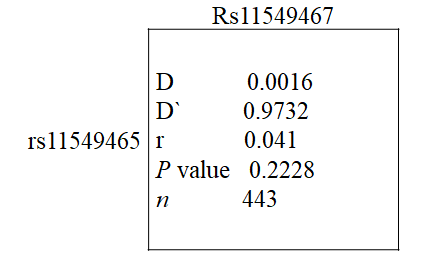 Rs11549467
D 0.0016
D` 0.9732
rs11549465 r 0.041
P value 0.2228
n 443